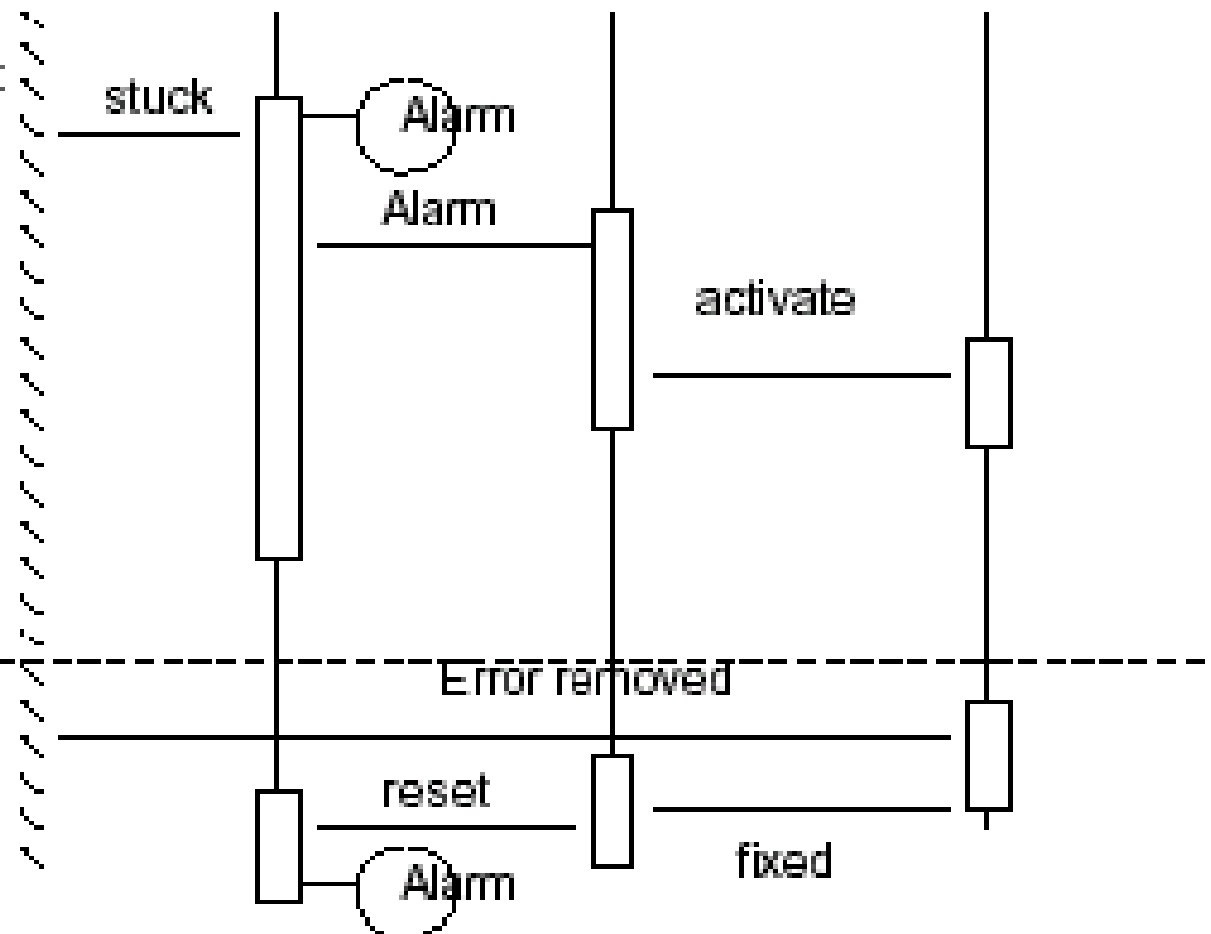 stuck
Alarm
Alarm
activate
Error removed
reset
fixed
Alarm